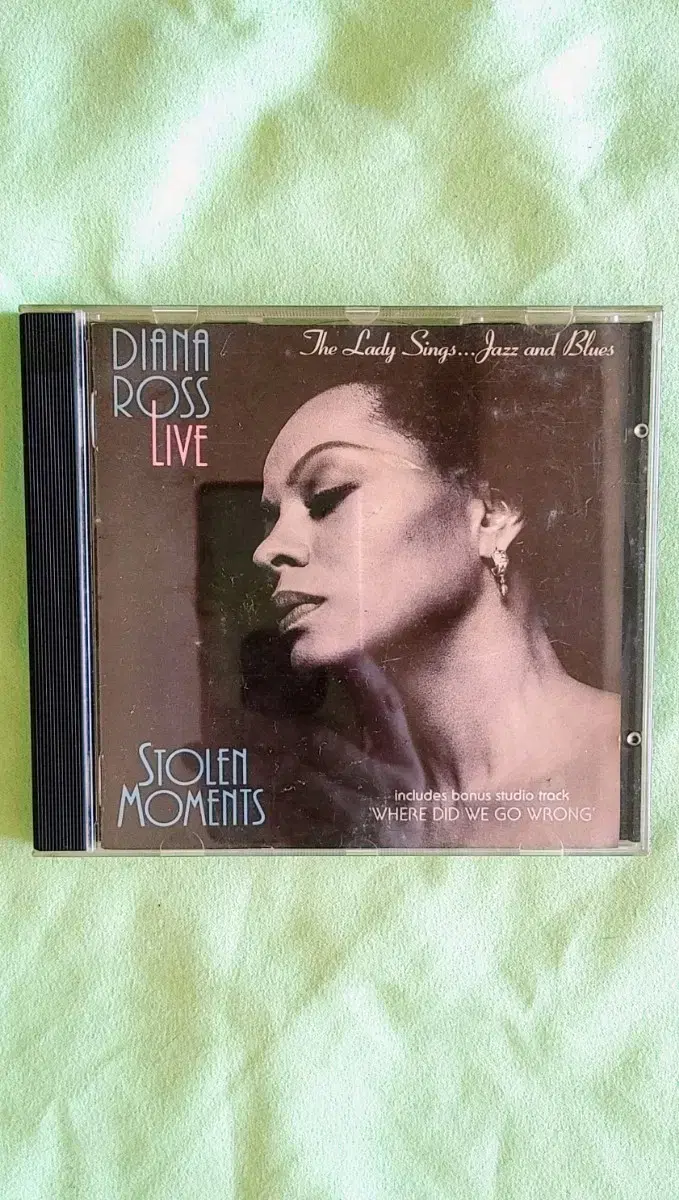 DIANA
ROSS
LIVE
The Lady Sings...Jazz and Blues
STOLEN
MOMENTS
includes bonus studio track
'WHERE DID WE GO WRONG'